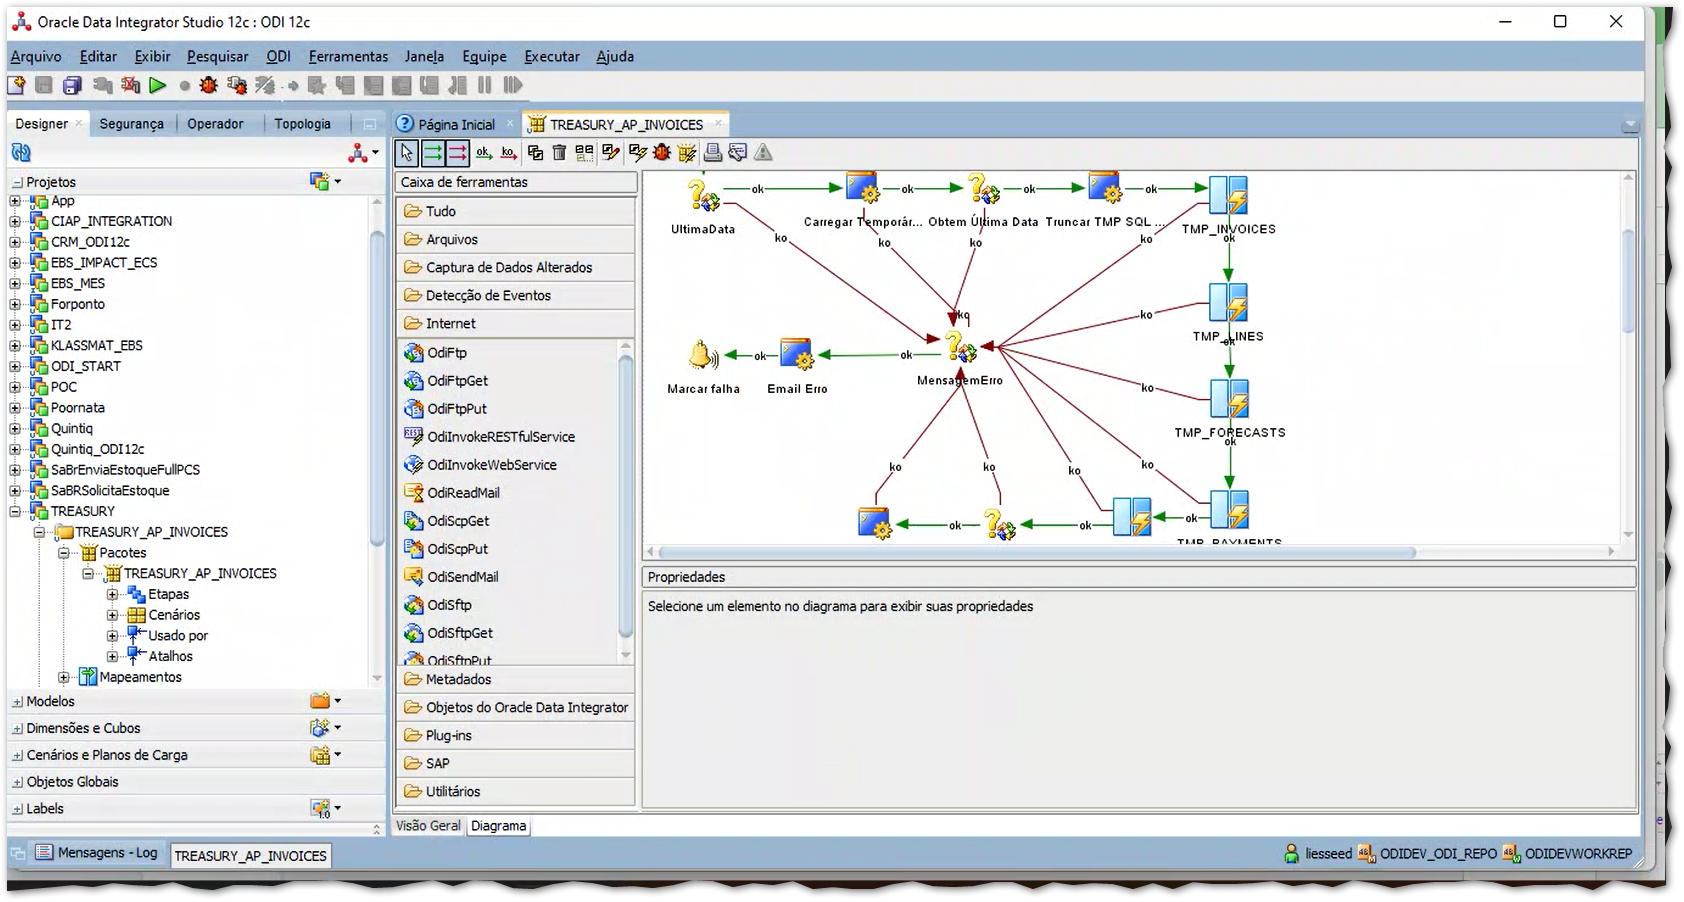 Oracle Data Integrator Studio 12c : ODI 12c
Arquivo Editar Exibir Pesquisar ODI Ferramentas Janela Equipe Executar Ajuda
Designer Segurança Operador Topologia
Página Inicial TREASURY_AP_INVOICES
ok ko
Projetos
App
CIAP_INTEGRATION
CRM_ODI12c
EBS_IMPACT_ECS
EBS_MES
Forponto
IT2
KLASSMAT_EBS
ODI_START
POC
Poornata
Quintiq
Quintiq_ODI12c
SaBrEnviaEstoqueFullPCS
SaBRSolicitaEstoque
TREASURY
TREASURY_AP_INVOICES
Pacotes
TREASURY_AP_INVOICES
Etapas
Cenários
Usado por
Atalhos
Mapeamentos
Modelos
Dimensões e Cubos
Cenários e Planos de Carga
Objetos Globais
Labels
1.0
Caixa de ferramentas
Tudo
Arquivos
Captura de Dados Alterados
Detecção de Eventos
Internet
OdiFtp
OdiFtpGet
OdiFtpPut
OdiInvokeRESTfulService
OdiInvokeWebService
OdiReadMail
OdiScpGet
OdiScpPut
OdiSendMail
OdiSftp
OdiSftpGet
OdiSftpPut
Metadados
Objetos do Oracle Data Integrator
Plug-ins
SAP
Utilitários
ok ok ok ok
UltimaData Carregar Temporár... Obtem Última Data Truncar TMP SQL ... TMP_INVOICES
ko ko ko ko ok
TMP_LINES
ko ko ok
Marcar falha ok Email Erro ok MensagemErro
ko
TMP_FORECASTS
ok
ko ko ko ko
ok ok ok
TMP_PAYMENTS
Propriedades
Selecione um elemento no diagrama para exibir suas propriedades
Visão Geral Diagrama
Mensagens - Log TREASURY_AP_INVOICES
liesseed ODIDEV_ODI_REPO ODIDEVWORKREP